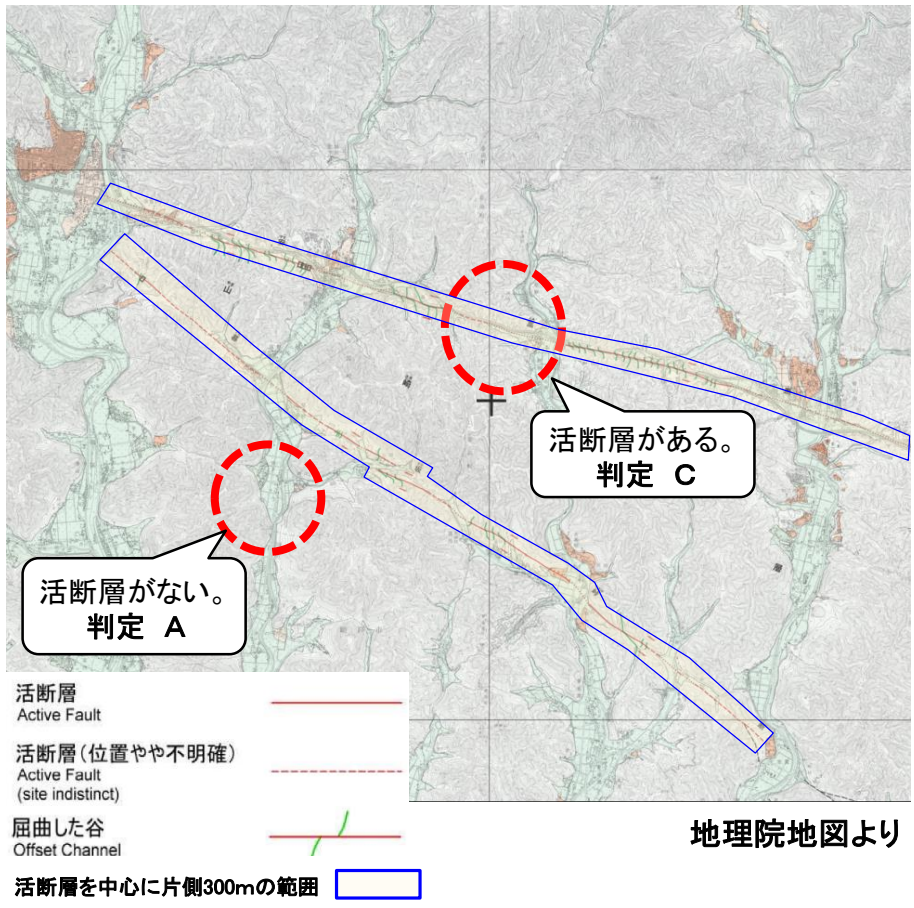 活断層がある。
判定 C
活断層がない。
判定 A
活断層
Active Fault
活断層(位置やや不明確)
Active Fault
(site indistinct)
屈曲した谷
Offset Channel
地理院地図より
活断層を中心に片側300mの範囲